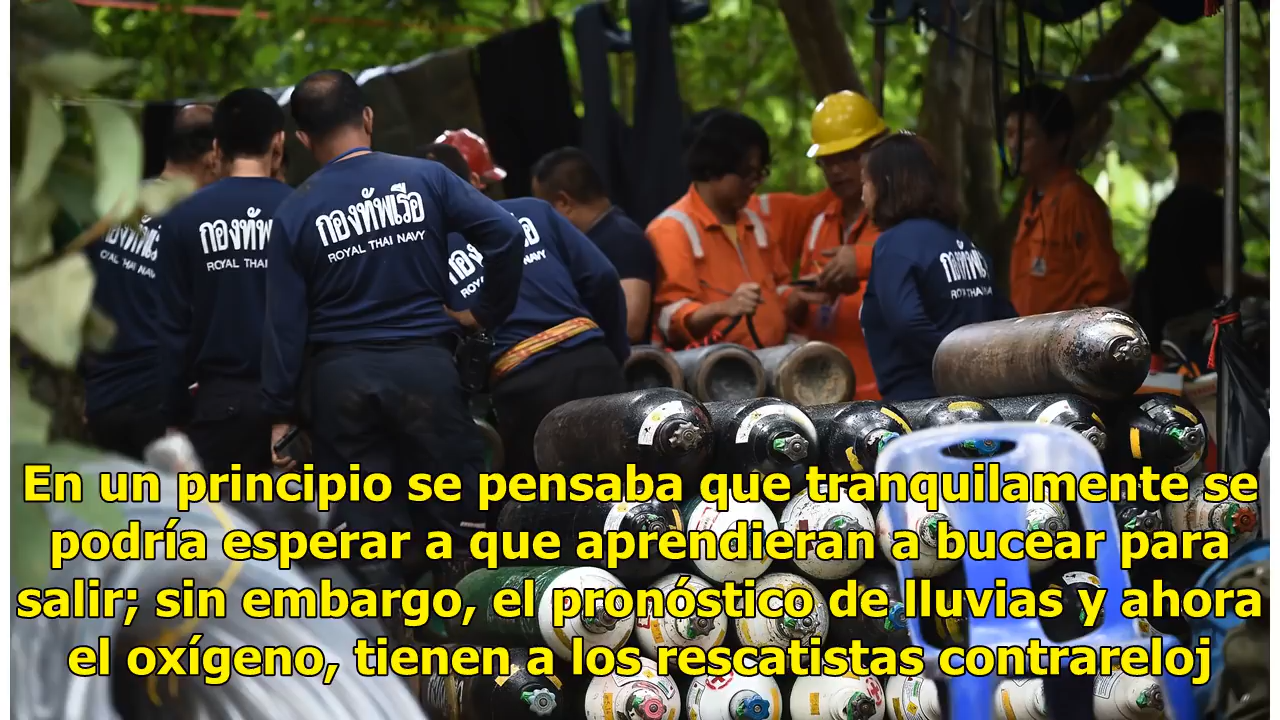 กองทัพเรือ
ROYAL THAI NAVY
กองทั
ROYAL THAI
En un principio se pensaba que tranquilamente se
podría esperar a que aprendieran a bucear para
salir; sin embargo, el pronóstico de lluvias y ahora
el oxígeno, tienen a los rescatistas contrareloj